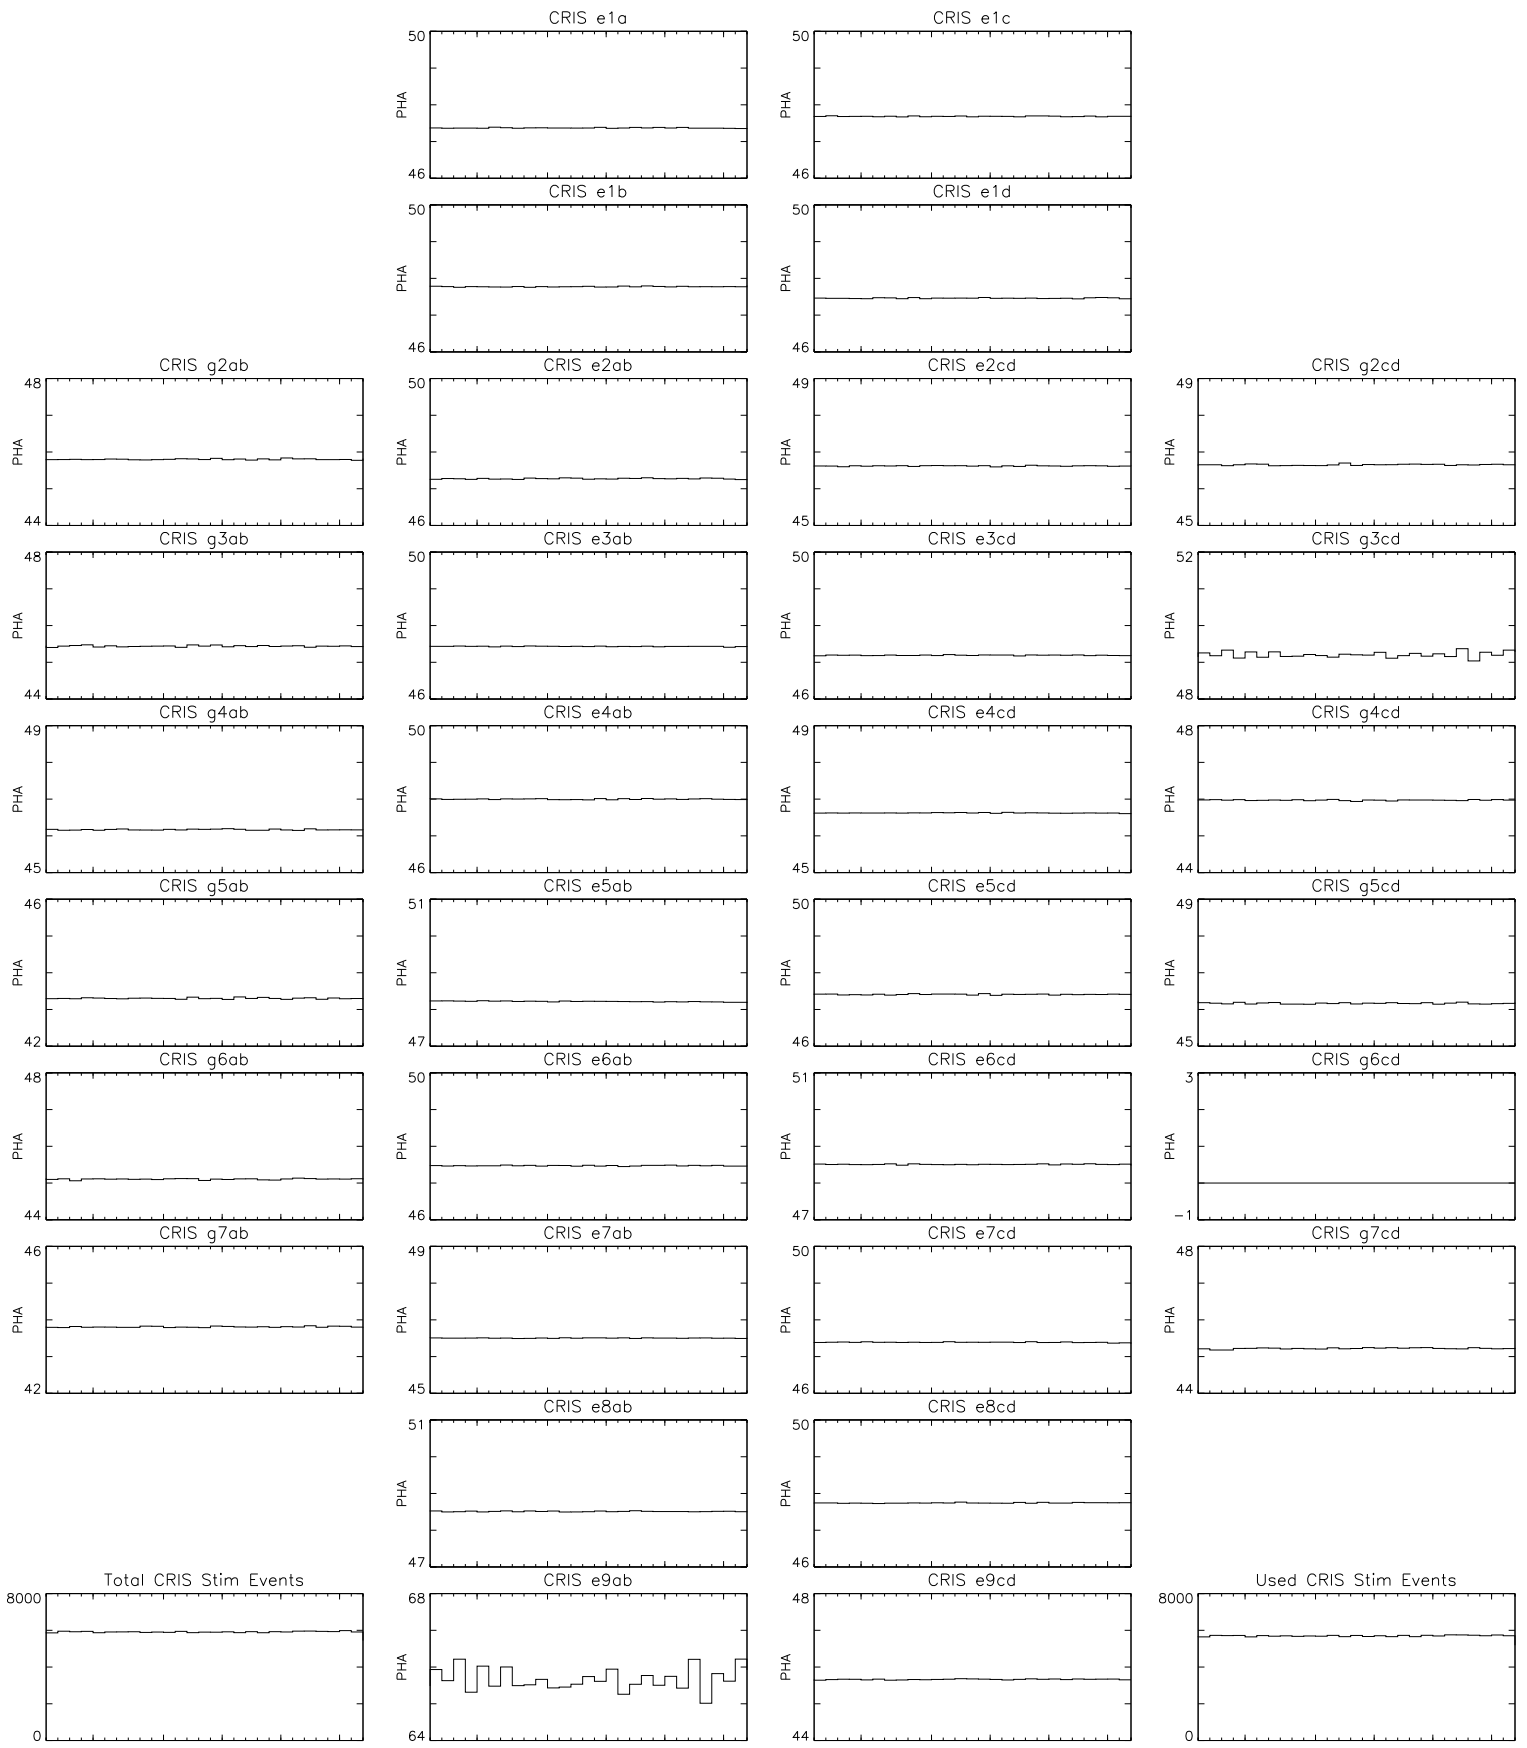 CRIS e1a
50
PHA
46
CRIS e1c
50
PHA
46
CRIS e1b
50
PHA
46
CRIS e1d
50
PHA
46
CRIS g2ab
48
PHA
44
CRIS e2ab
50
PHA
46
CRIS e2cd
49
PHA
45
CRIS g2cd
49
PHA
45
CRIS g3ab
48
PHA
44
CRIS e3ab
50
PHA
46
CRIS e3cd
50
PHA
46
CRIS g3cd
52
PHA
48
CRIS g4ab
49
PHA
45
CRIS e4ab
50
PHA
46
CRIS e4cd
49
PHA
45
CRIS g4cd
48
PHA
44
CRIS g5ab
46
PHA
42
CRIS e5ab
51
PHA
47
CRIS e5cd
50
PHA
46
CRIS g5cd
49
PHA
45
CRIS g6ab
48
PHA
44
CRIS e6ab
50
PHA
46
CRIS e6cd
51
PHA
47
CRIS g6cd
3
PHA
-1
CRIS g7ab
46
PHA
42
CRIS e7ab
49
PHA
45
CRIS e7cd
50
PHA
46
CRIS g7cd
48
PHA
44
CRIS e8ab
51
PHA
47
CRIS e8cd
50
PHA
46
Total CRIS Stim Events
8000
0
CRIS e9ab
68
PHA
64
CRIS e9cd
48
PHA
44
Used CRIS Stim Events
8000
0